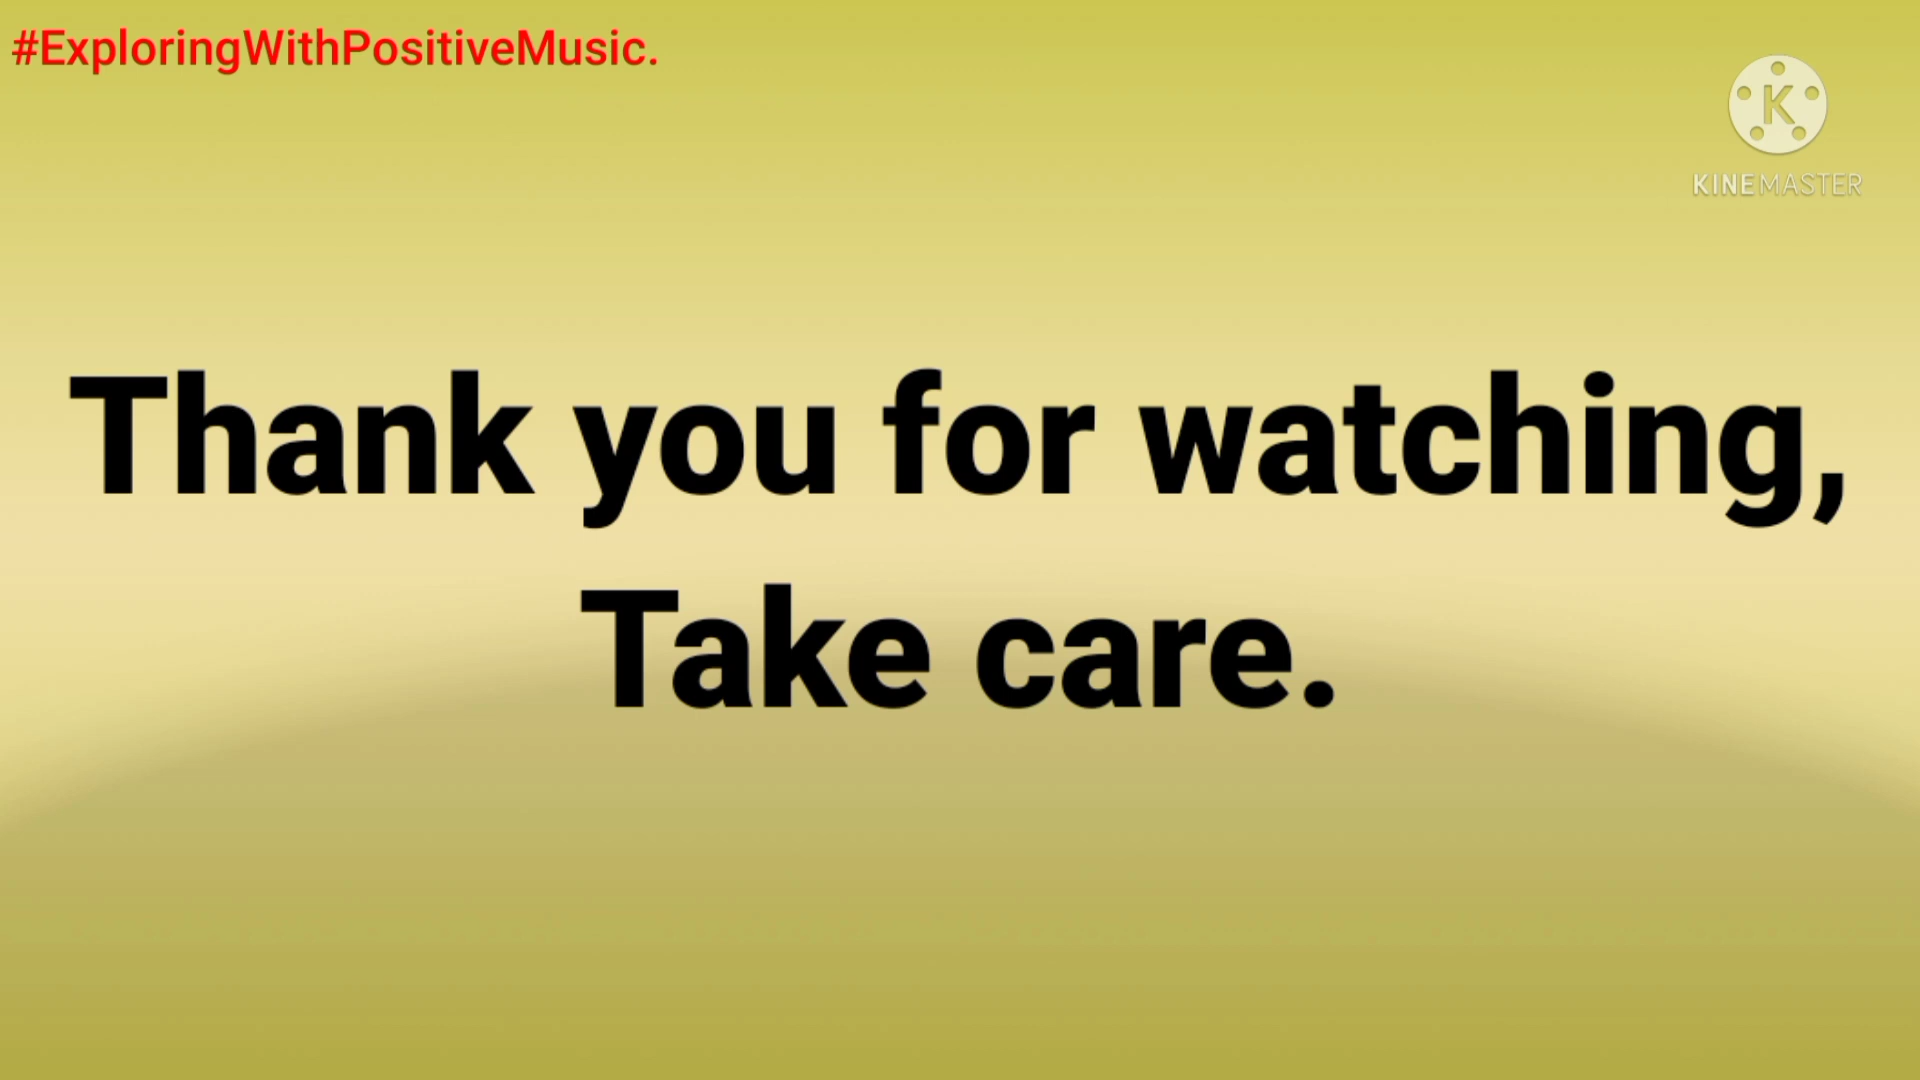 #ExploringWithPositiveMusic.
K
KINEMASTER
Thank you for watching,
Take care.